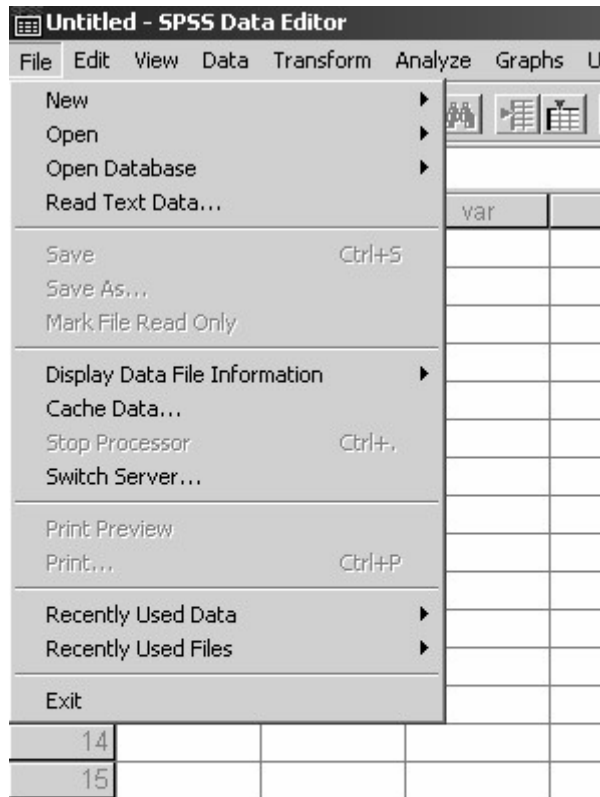 Untitled - SPSS Data Editor
File Edit View Data Transform Analyze Graphs U
New
Open
Open Database
Read Text Data...
var
Save Ctrl+S
Save As...
Mark File Read Only
Display Data File Information
Cache Data...
Stop Processor Ctrl+.
Switch Server...
Print Preview
Print... Ctrl+P
Recently Used Data
Recently Used Files
Exit
14
15